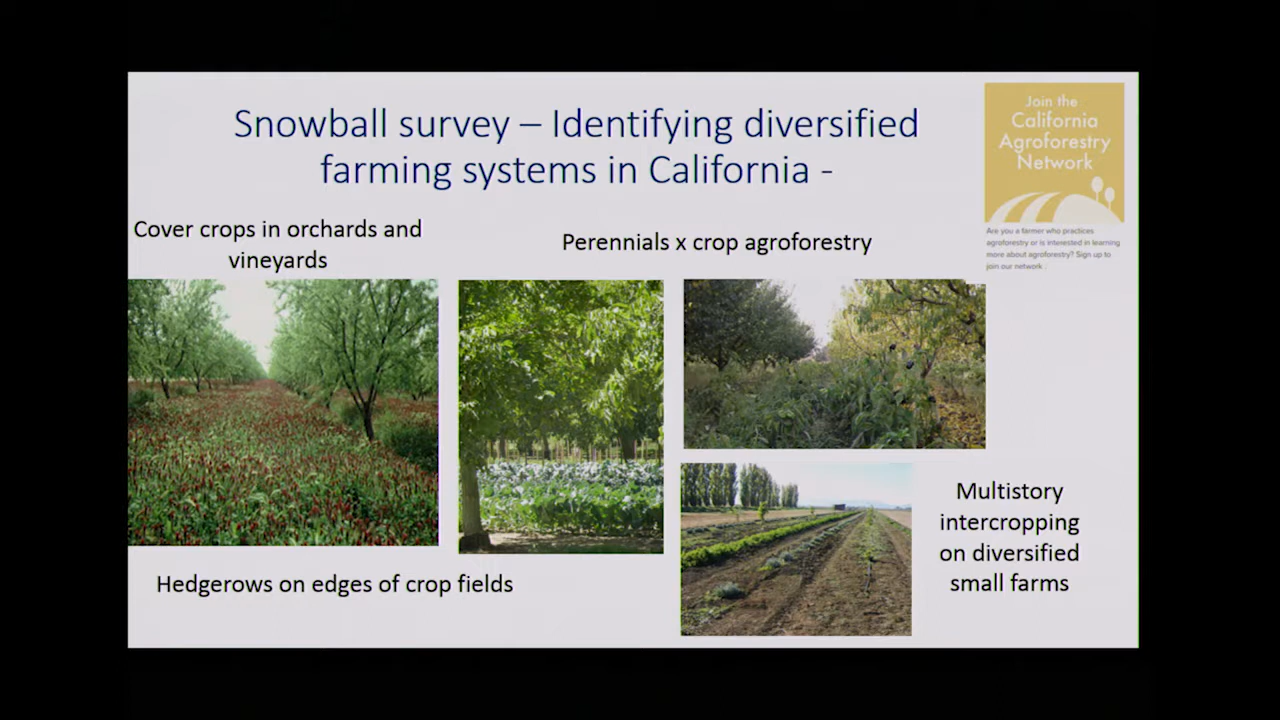 Snowball survey – Identifying diversified
farming systems in California -
Join the
California
Agroforestry
Network
Are you a farmer who practices
agroforestry or is interested in learning
more about agroforestry? Sign up to
join our network .
Cover crops in orchards and
vineyards
Perennials x crop agroforestry
Multistory
intercropping
on diversified
small farms
Hedgerows on edges of crop fields